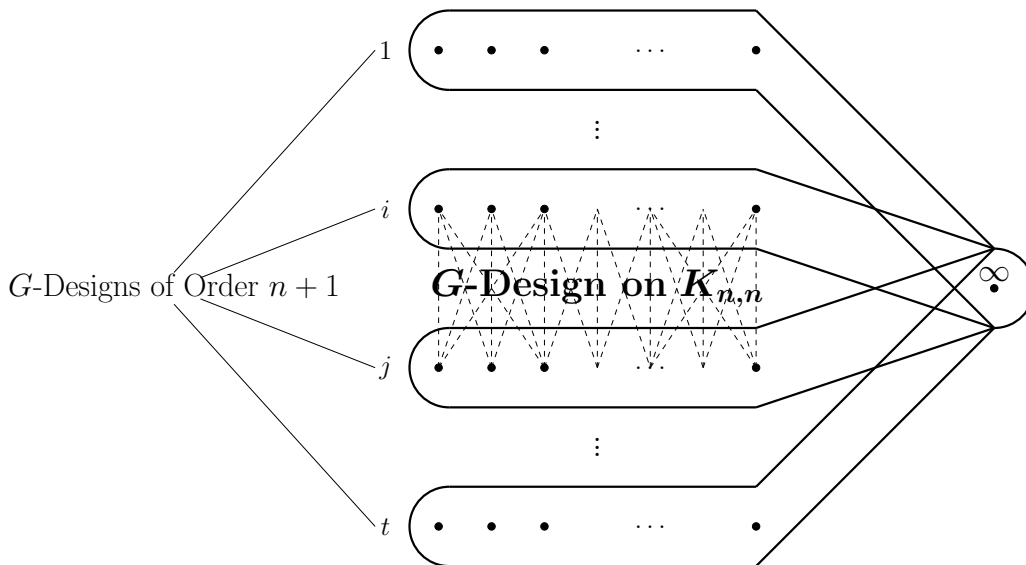 1
⋯
⋮
i
⋯
G-Designs of Order n + 1
G-Design on K_{n,n}
∞
j
⋯
⋮
t
⋯